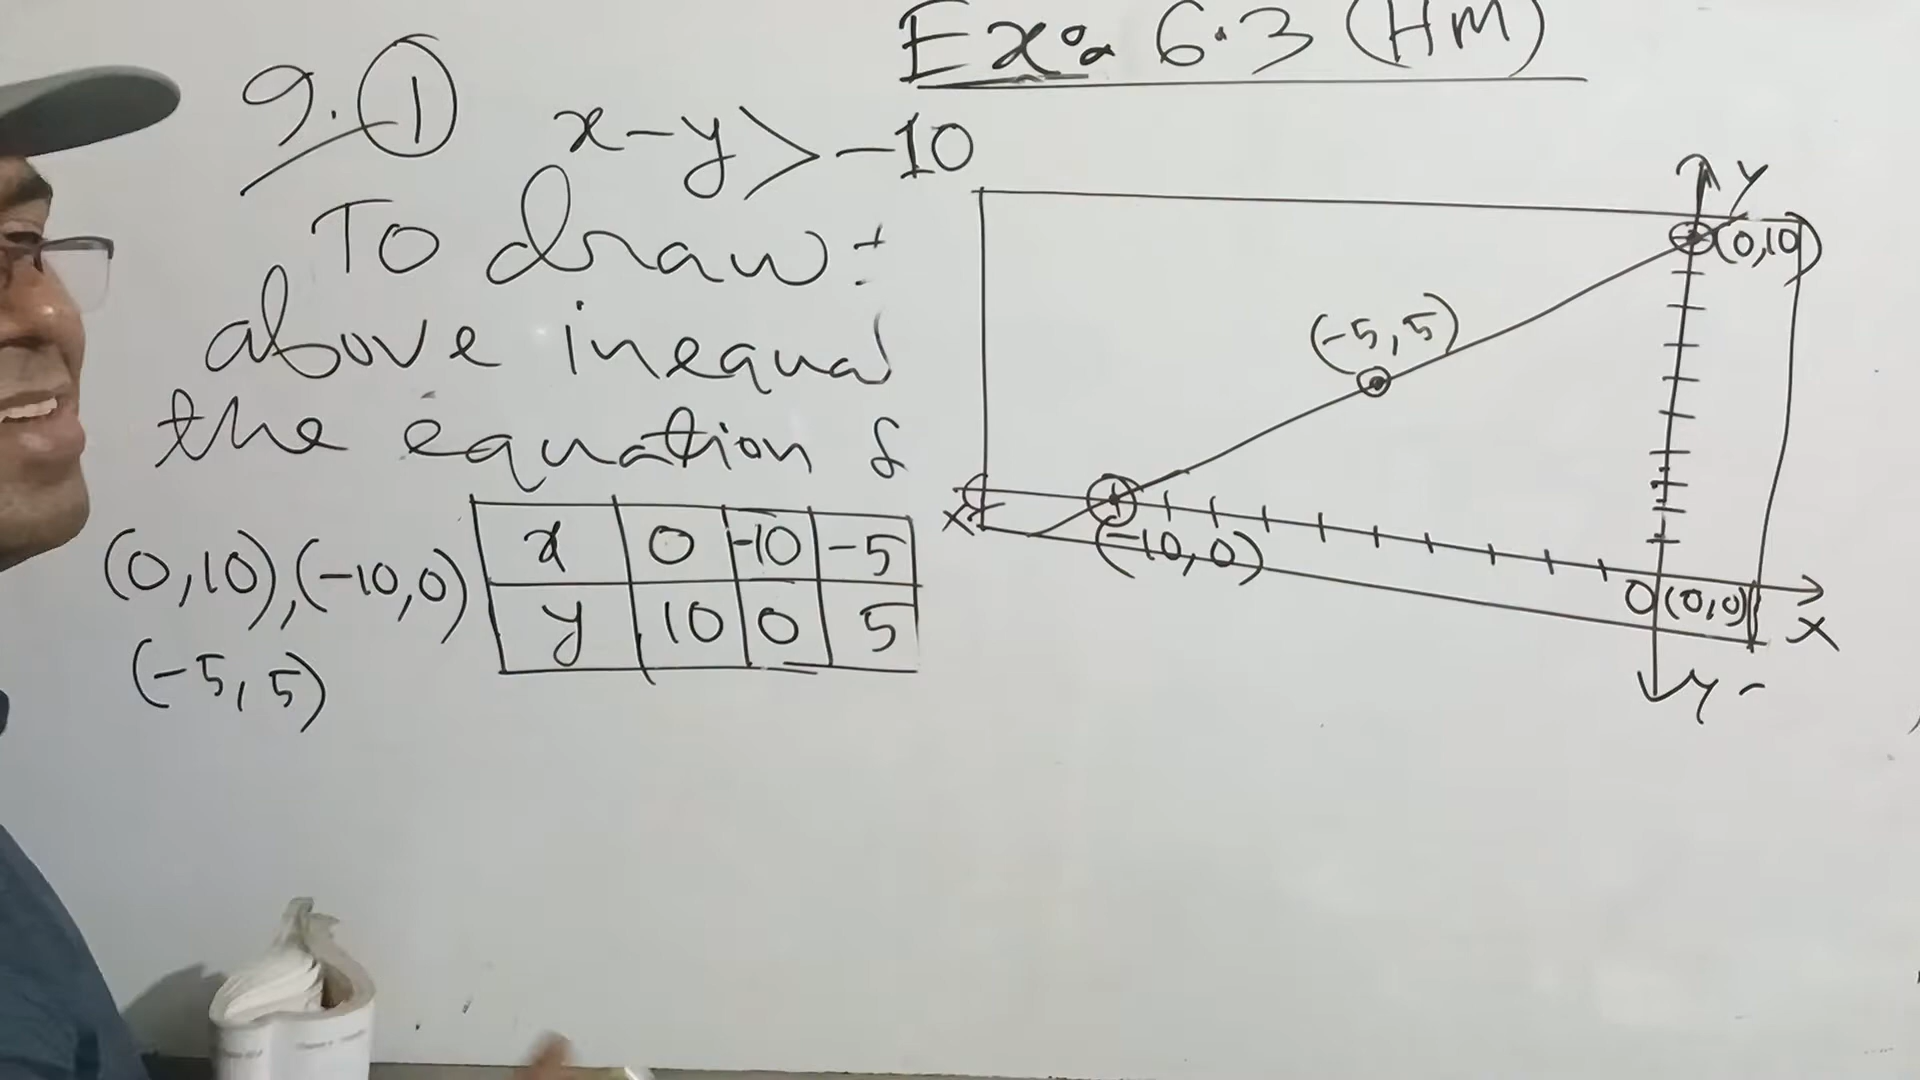 Ex: 6.3 (HM)
9. 1 x-y > -10
To draw
above inequal
the equation
(0,10),(-10,0)
(-5,5)
x 0 -10 -5
y 10 0 5
Y
(0,10)
(-5,5)
X
(-10,0)
O (0,0)
X
Y